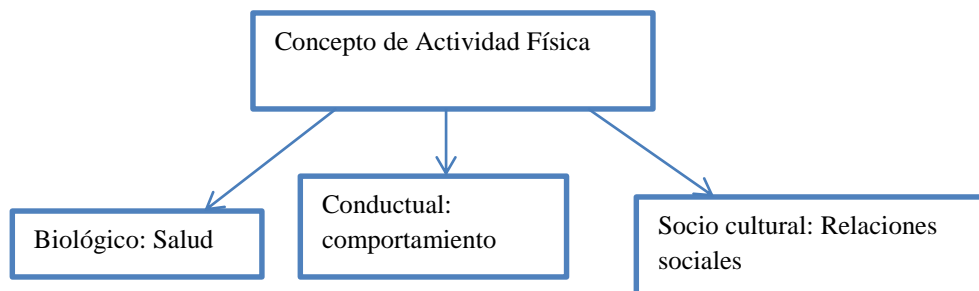 Concepto de Actividad Física
Biológico: Salud
Conductual:
comportamiento
Socio cultural: Relaciones
sociales